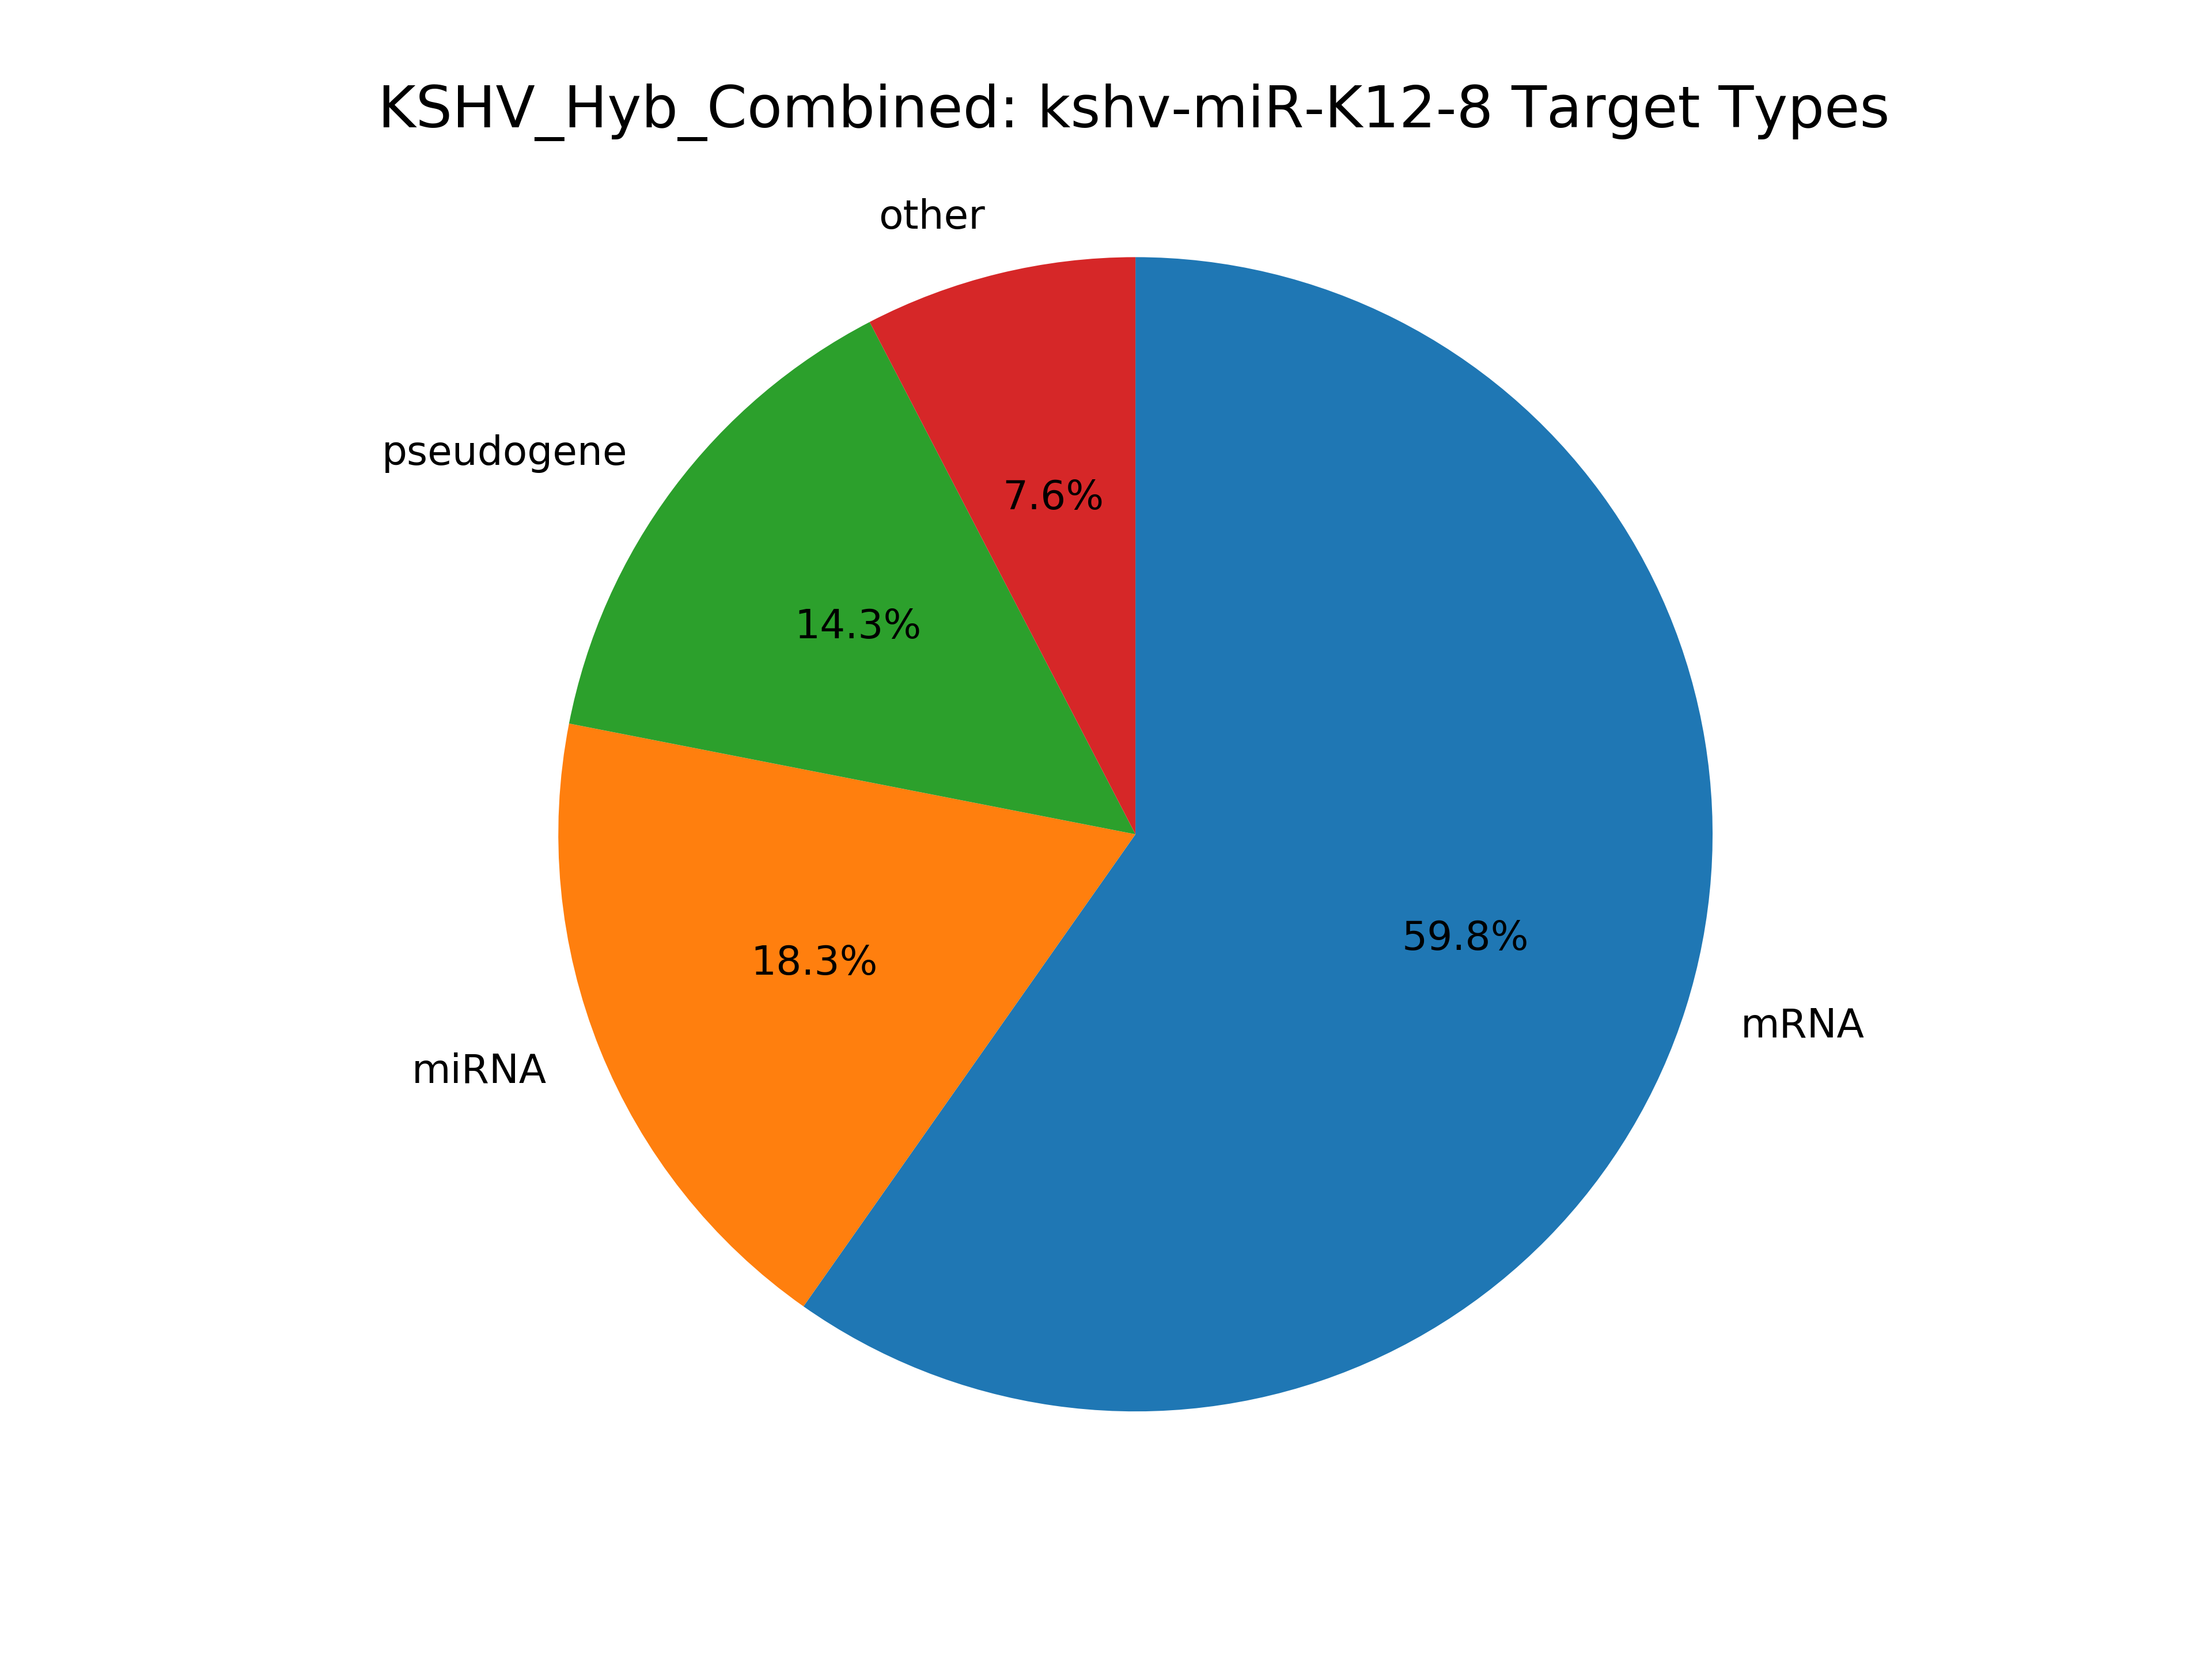 KSHV_Hyb_Combined: kshv-miR-K12-8 Target Types
other
pseudogene
7.6%
14.3%
59.8%
18.3%
mRNA
miRNA